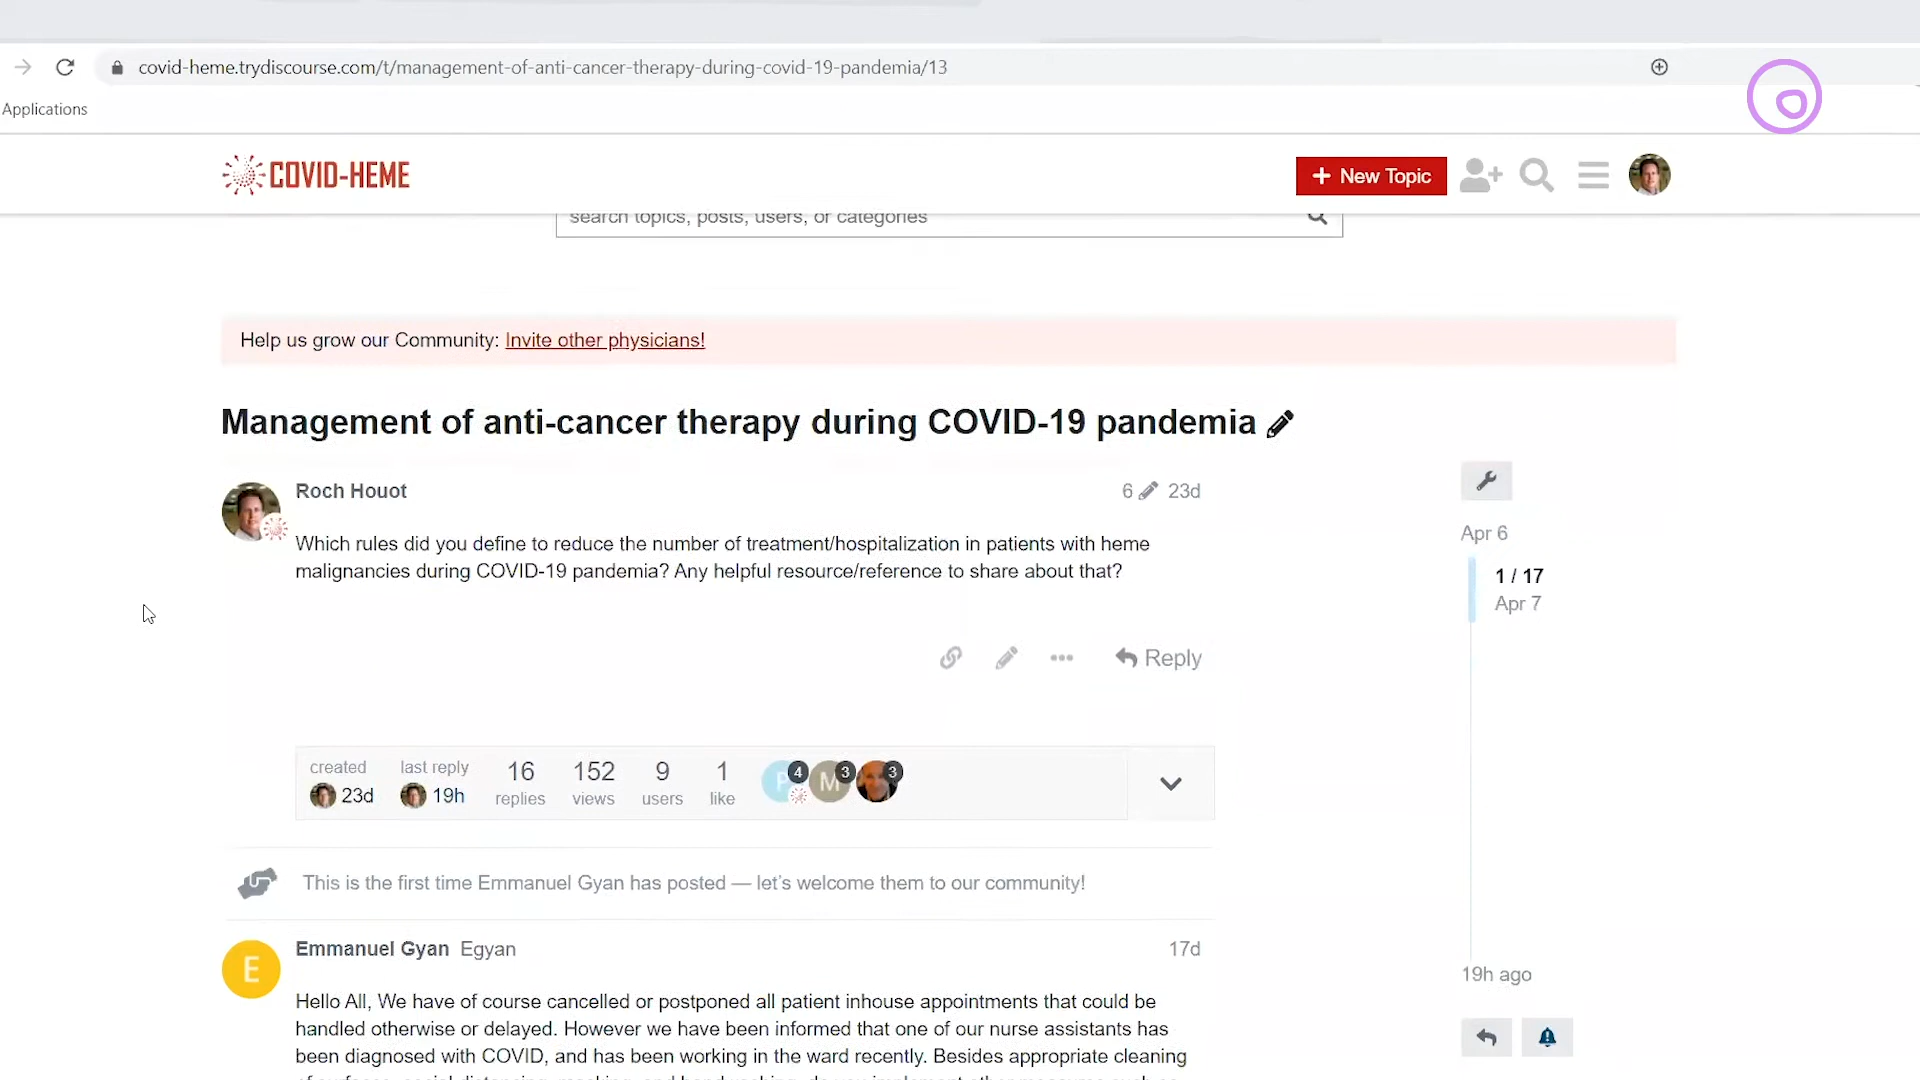 covid-heme.trydiscourse.com/t/management-of-anti-cancer-therapy-during-covid-19-pandemia/13
Applications
COVID-HEME
+ New Topic
search topics, posts, users, or categories
Help us grow our Community: Invite other physicians!
Management of anti-cancer therapy during COVID-19 pandemia
Roch Houot
6 23d
Which rules did you define to reduce the number of treatment/hospitalization in patients with heme
malignancies during COVID-19 pandemia? Any helpful resource/reference to share about that?
Apr 6
1 / 17
Apr 7
Reply
created
23d
last reply
19h
16
replies
152
views
9
users
1
like
4
M
3
3
This is the first time Emmanuel Gyan has posted — let's welcome them to our community!
E
Emmanuel Gyan Egyan
17d
Hello All, We have of course cancelled or postponed all patient inhouse appointments that could be
handled otherwise or delayed. However we have been informed that one of our nurse assistants has
been diagnosed with COVID, and has been working in the ward recently. Besides appropriate cleaning
19h ago